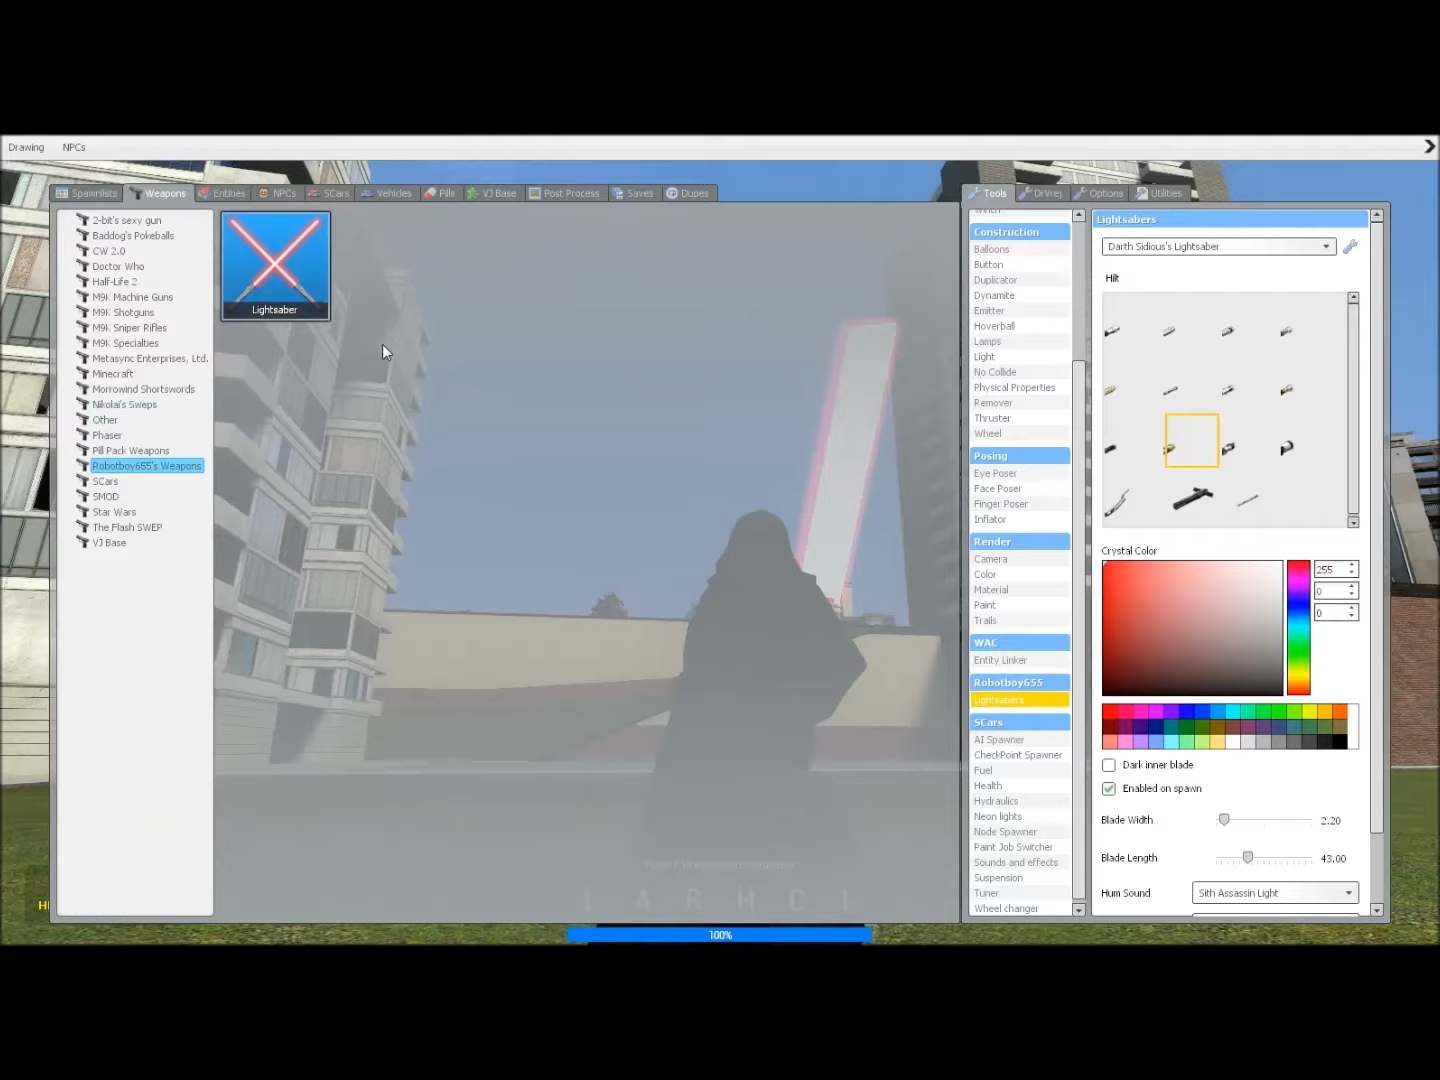 Drawing NPCs
Spawnlists Weapons Entities NPCs SCars Vehicles Pills VJ Base Post Process Saves Dupes
Tools DrVrej Options Utilities
2-bit's sexy gun
Baddog's Pokeballs
CW 2.0
Doctor Who
Half-Life 2
M9K Machine Guns
M9K Shotguns
M9K Sniper Rifles
M9K Specialties
Metasync Enterprises, Ltd.
Minecraft
Morrowind Shortswords
Nikolai's Sweps
Other
Phaser
Pill Pack Weapons
Robotboy655's Weapons
SCars
SMOD
Star Wars
The Flash SWEP
VJ Base
Lightsaber
Winch
Construction
Balloons
Button
Duplicator
Dynamite
Emitter
Hoverball
Lamps
Light
No Collide
Physical Properties
Remover
Thruster
Wheel
Posing
Eye Poser
Face Poser
Finger Poser
Inflator
Render
Camera
Color
Material
Paint
Trails
WAC
Entity Linker
Robotboy655
Lightsabers
SCars
AI Spawner
CheckPoint Spawner
Fuel
Health
Hydraulics
Neon lights
Node Spawner
Paint Job Switcher
Sounds and effects
Suspension
Tuner
Wheel changer
Lightsabers
Darth Sidious's Lightsaber
Hilt
Crystal Color
255
0
0
Dark inner blade
Enabled on spawn
Blade Width 2.20
Blade Length 43.00
Hum Sound Sith Assassin Light
100%